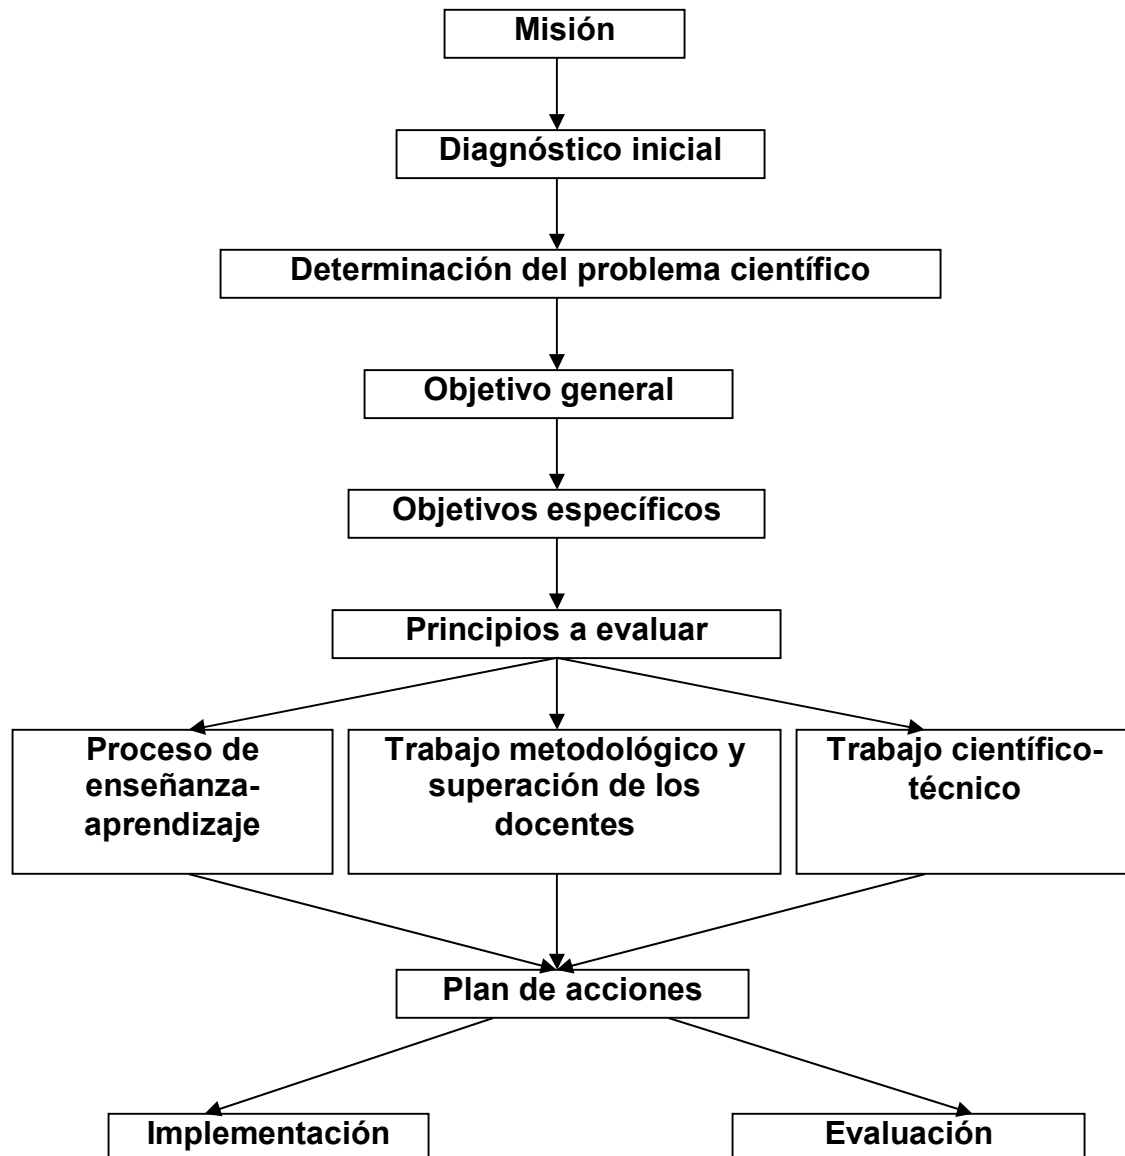 Misión
Diagnóstico inicial
Determinación del problema científico
Objetivo general
Objetivos específicos
Principios a evaluar
Proceso de
enseñanza-
aprendizaje
Trabajo metodológico y
superación de los
docentes
Trabajo científico-
técnico
Plan de acciones
Implementación
Evaluación